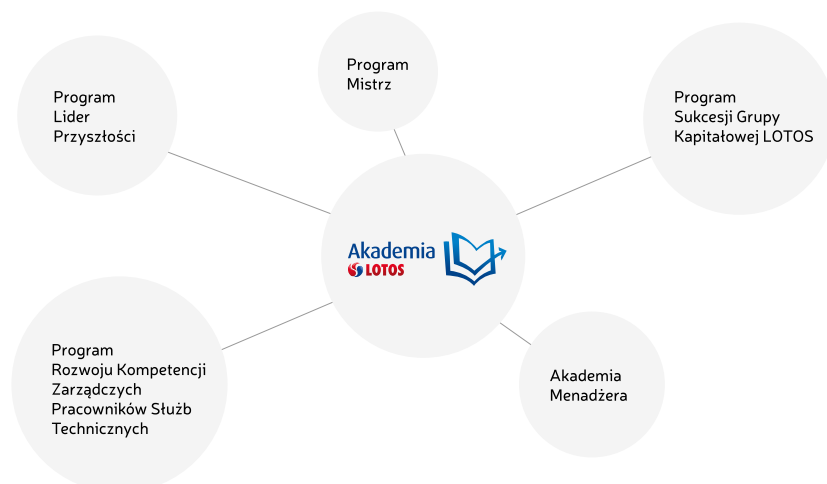 Program
Lider
Przyszłości
Program
Mistrz
Program
Sukcesji Grupy
Kapitałowej LOTOS
Akademia
LOTOS
Program
Rozwoju Kompetencji
Zarządczych
Pracowników Służb
Technicznych
Akademia
Menadżera